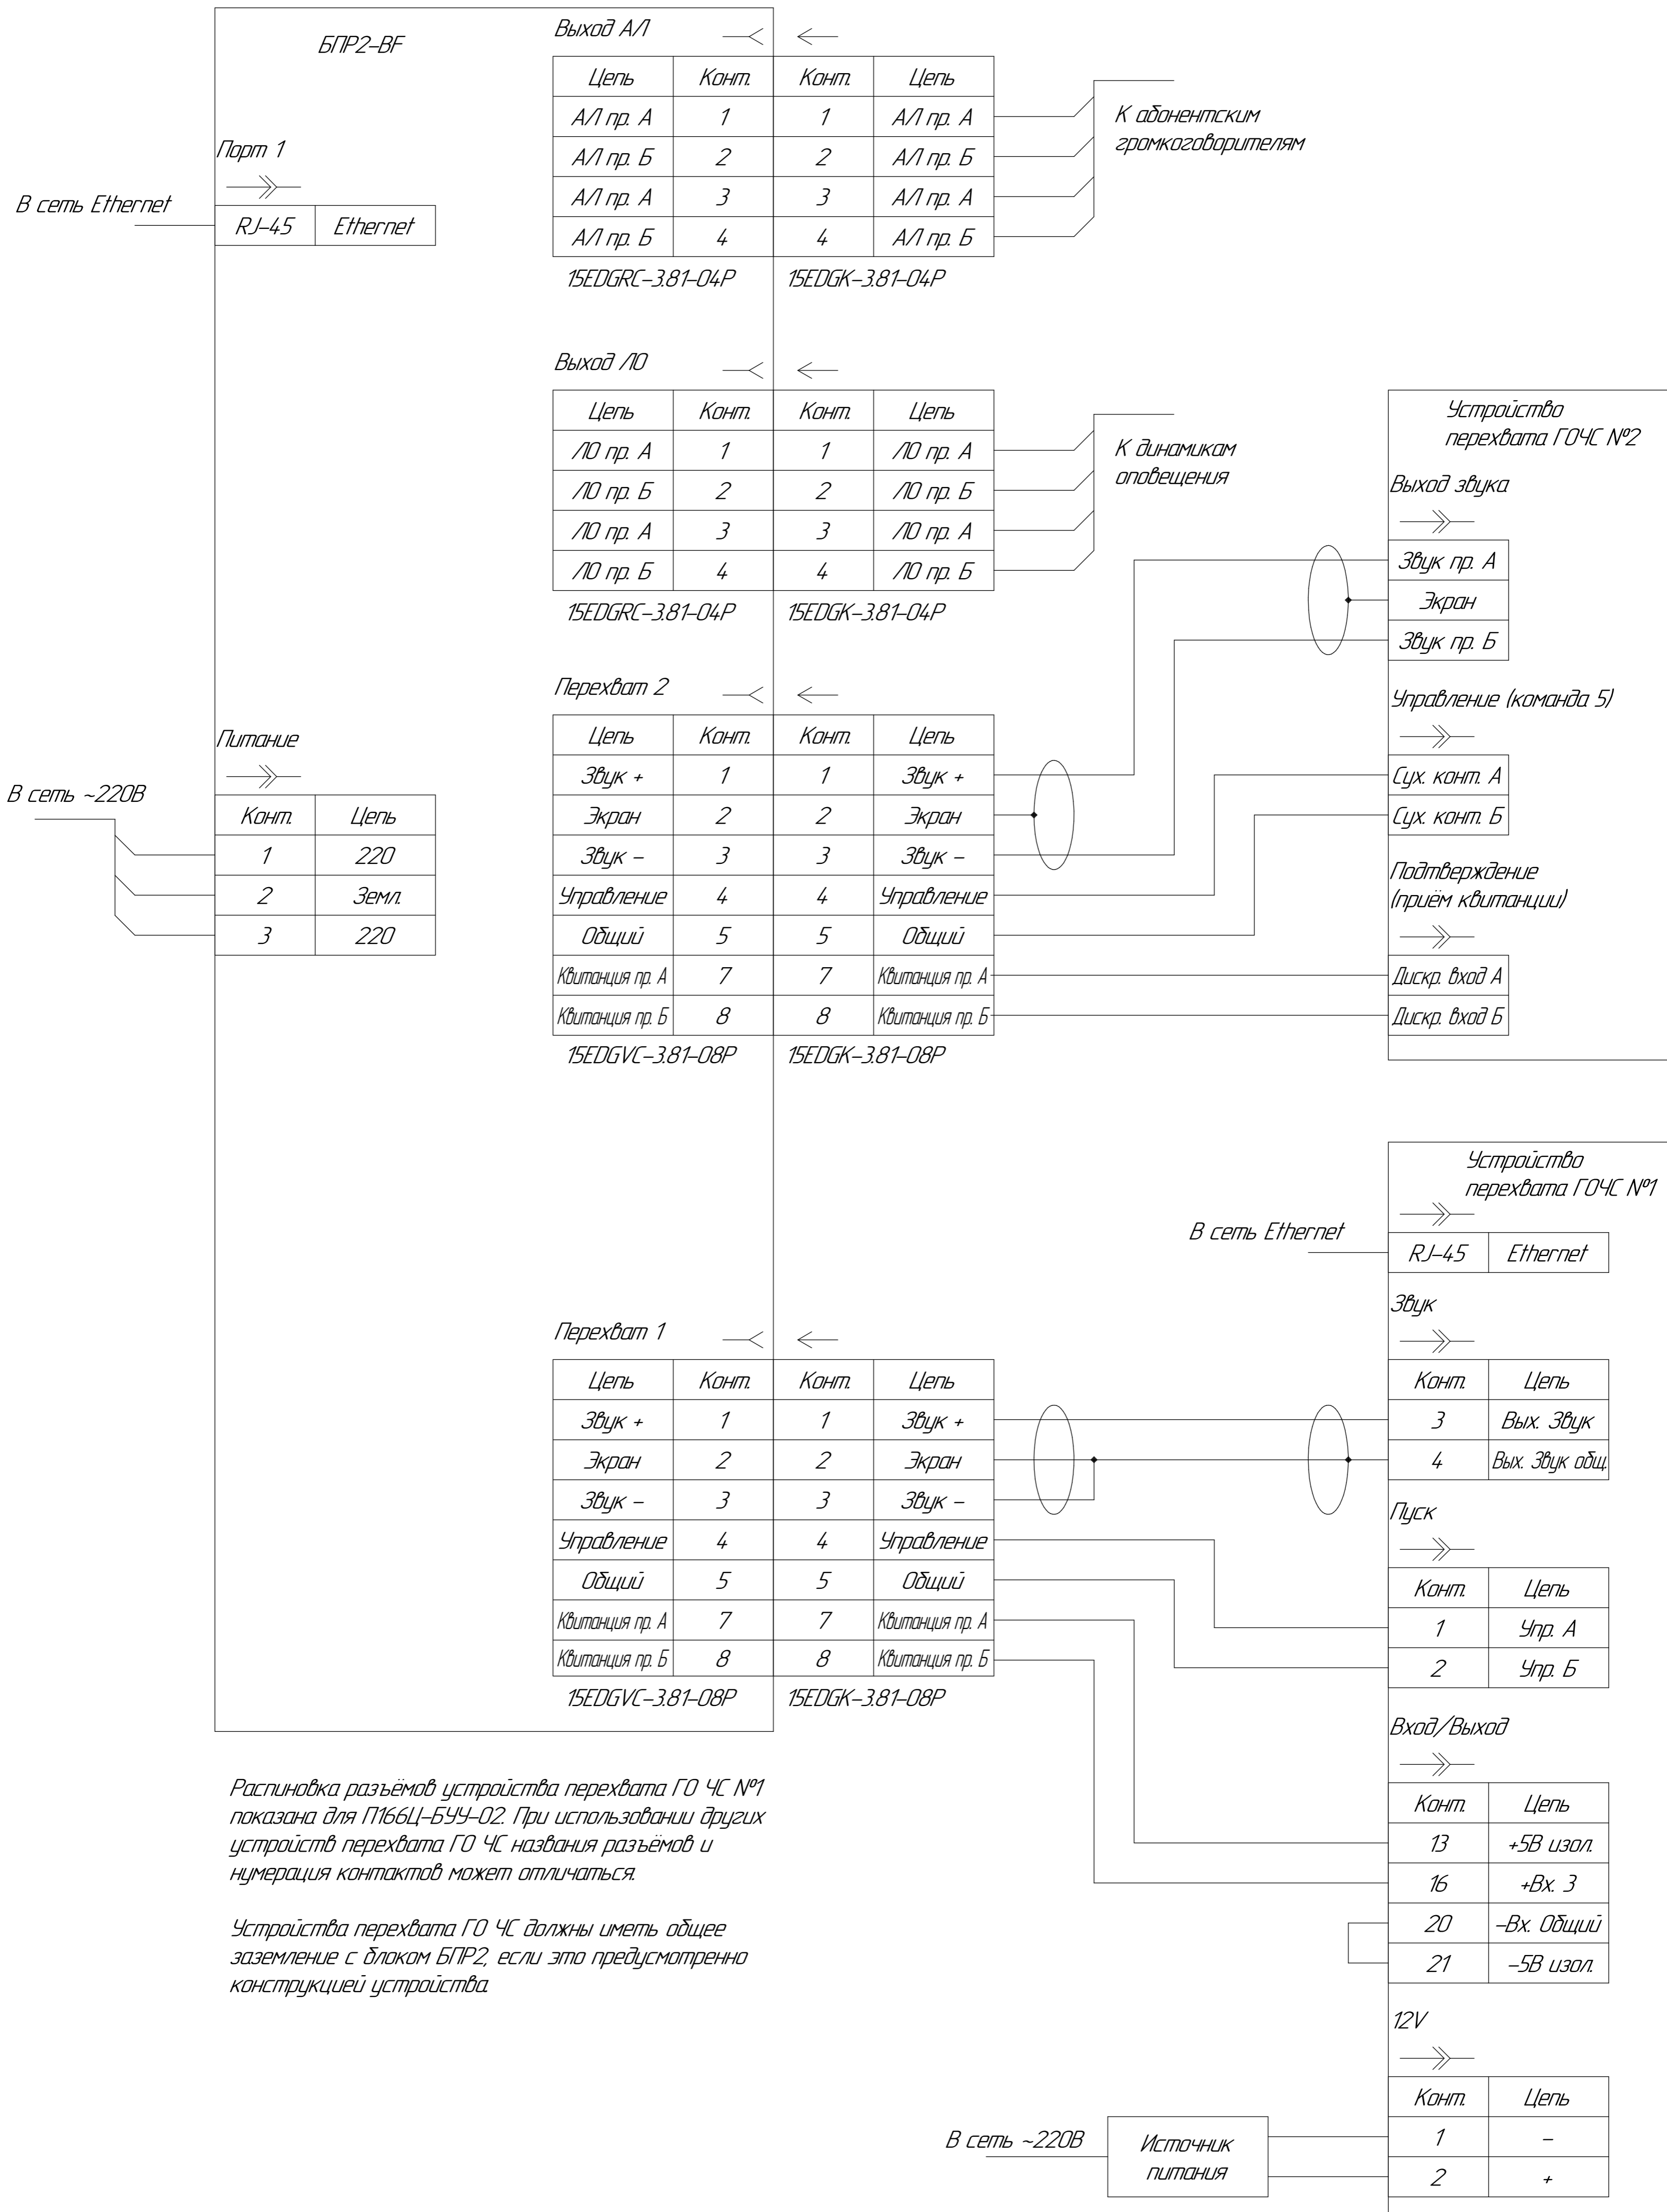 БПР2-BF
Порт 1
В сеть Ethernet
RJ-45 Ethernet
Выход АЛ
Цепь Конт. Конт. Цепь
АЛ пр. А 1 1 АЛ пр. А
АЛ пр. Б 2 2 АЛ пр. Б
АЛ пр. А 3 3 АЛ пр. А
АЛ пр. Б 4 4 АЛ пр. Б
15EDGRC-3.81-04P 15EDGK-3.81-04P
К абонентским
громкоговорителям
Выход ЛО
Цепь Конт. Конт. Цепь
ЛО пр. А 1 1 ЛО пр. А
ЛО пр. Б 2 2 ЛО пр. Б
ЛО пр. А 3 3 ЛО пр. А
ЛО пр. Б 4 4 ЛО пр. Б
15EDGRC-3.81-04P 15EDGK-3.81-04P
К динамикам
оповещения
Питание
В сеть ~220В
Конт. Цепь
1 220
2 Земл.
3 220
Перехват 2
Цепь Конт. Конт. Цепь
Звук + 1 1 Звук +
Экран 2 2 Экран
Звук - 3 3 Звук -
Управление 4 4 Управление
Общий 5 5 Общий
Квитанция пр. А 7 7 Квитанция пр. А
Квитанция пр. Б 8 8 Квитанция пр. Б
15EDGVC-3.81-08P 15EDGK-3.81-08P
Устройство
перехвата ГОЧС №2
Выход звука
Звук пр. А
Экран
Звук пр. Б
Управление (команда 5)
Сух. конт. А
Сух. конт. Б
Подтверждение
(приём квитанции)
Дискр. вход А
Дискр. вход Б
Перехват 1
Цепь Конт. Конт. Цепь
Звук + 1 1 Звук +
Экран 2 2 Экран
Звук - 3 3 Звук -
Управление 4 4 Управление
Общий 5 5 Общий
Квитанция пр. А 7 7 Квитанция пр. А
Квитанция пр. Б 8 8 Квитанция пр. Б
15EDGVC-3.81-08P 15EDGK-3.81-08P
Устройство
перехвата ГОЧС №1
В сеть Ethernet
RJ-45 Ethernet
Звук
Конт. Цепь
3 Вых. Звук
4 Вых. Звук общ.
Пуск
Конт. Цепь
1 Упр. А
2 Упр. Б
Вход/Выход
Конт. Цепь
13 +5В изол.
16 +Вх. 3
20 -Вх. Общий
21 -5В изол.
12V
Конт. Цепь
1 -
2 +
В сеть ~220В
Источник
питания
Распиновка разъёмов устройства перехвата ГО ЧС №1
показана для П166Ц-БУУ-02. При использовании других
устройств перехвата ГО ЧС названия разъёмов и
нумерация контактов может отличаться.
Устройства перехвата ГО ЧС должны иметь общее
заземление с блоком БПР2, если это предусмотренно
конструкцией устройства